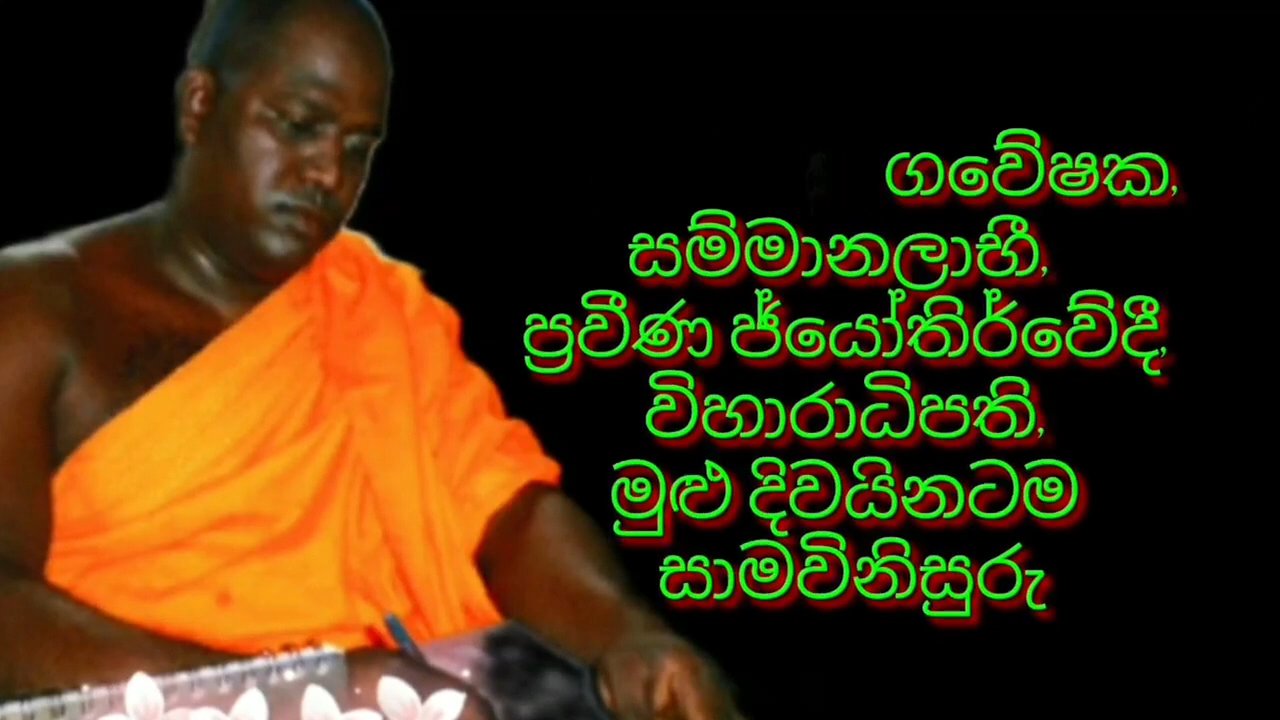 ගවේෂක,
සම්මානලාභී,
ප්‍රවීණ ජ්යෝතිර්වේදී,
විහාරාධිපති,
මුළු දිවයිනටම
සාමවිනිසුරු